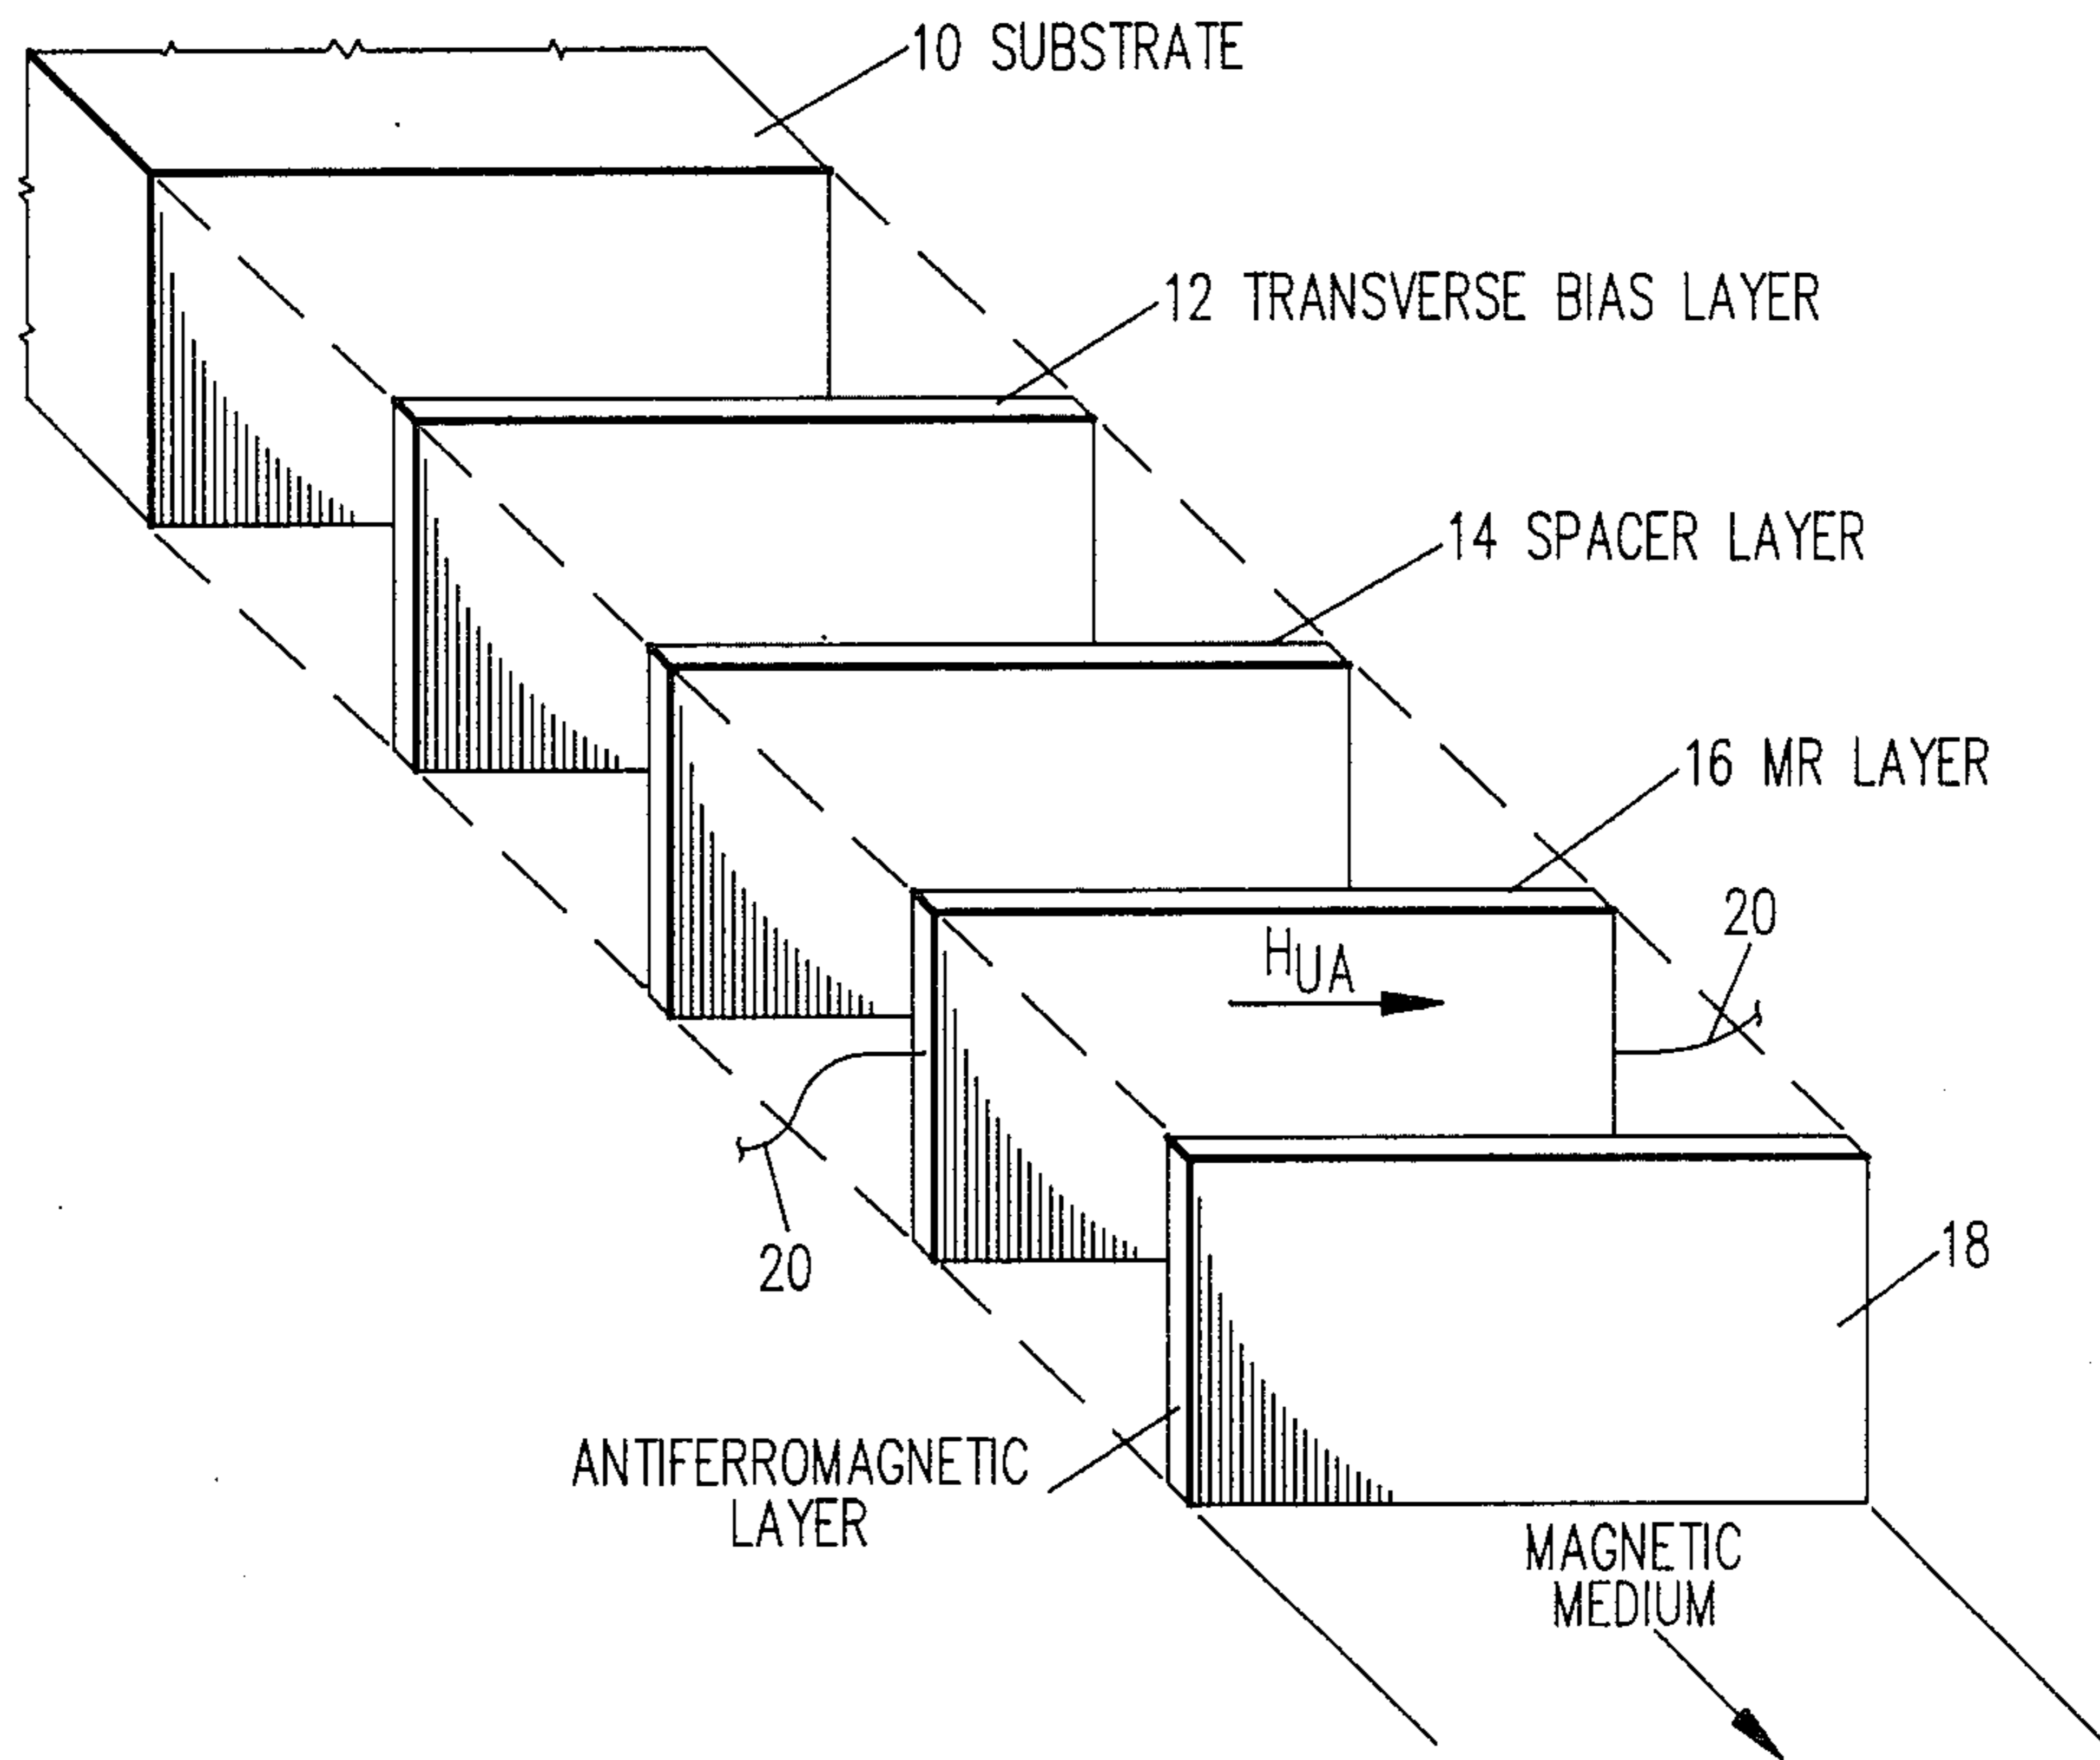 10 SUBSTRATE
12 TRANSVERSE BIAS LAYER
14 SPACER LAYER
16 MR LAYER
20
HUA
20
18
ANTIFERROMAGNETIC
LAYER
MAGNETIC
MEDIUM